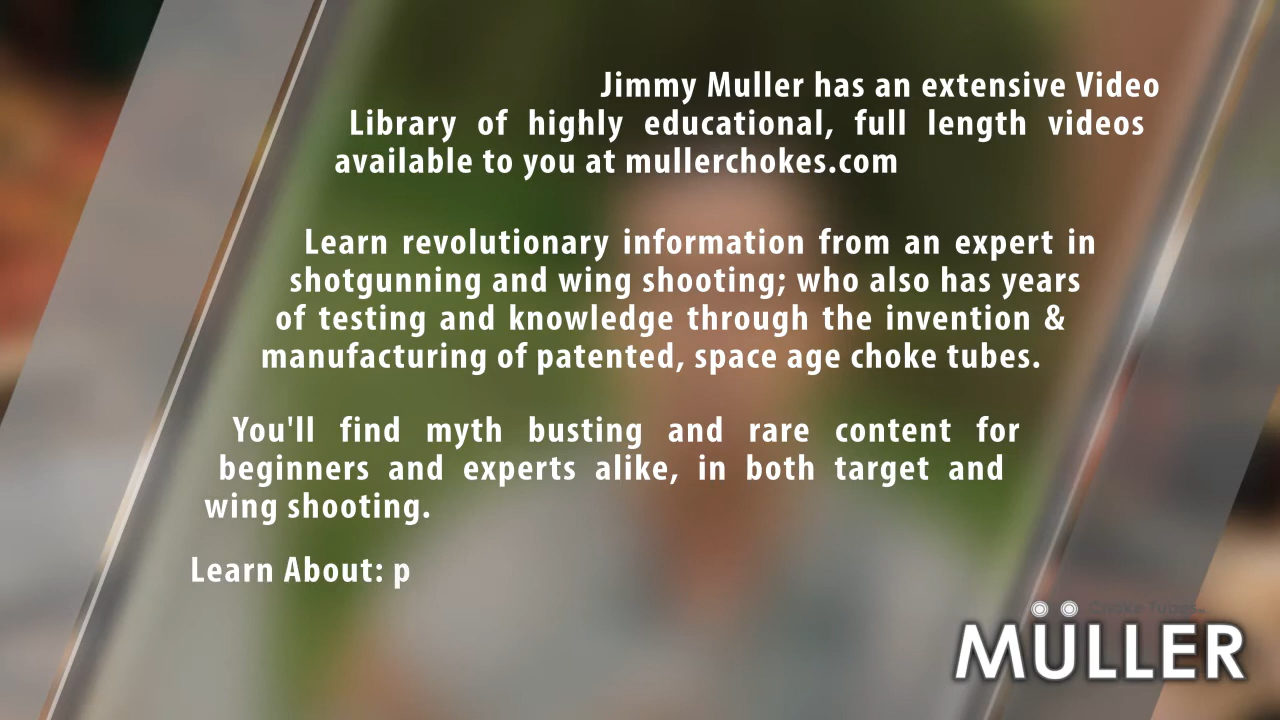 Jimmy Muller has an extensive Video
Library of highly educational, full length videos
available to you at mullerchokes.com
Learn revolutionary information from an expert in
shotgunning and wing shooting; who also has years
of testing and knowledge through the invention &
manufacturing of patented, space age choke tubes.
You'll find myth busting and rare content for
beginners and experts alike, in both target and
wing shooting.
Learn About: p
Choke Tubes
MÜLLER